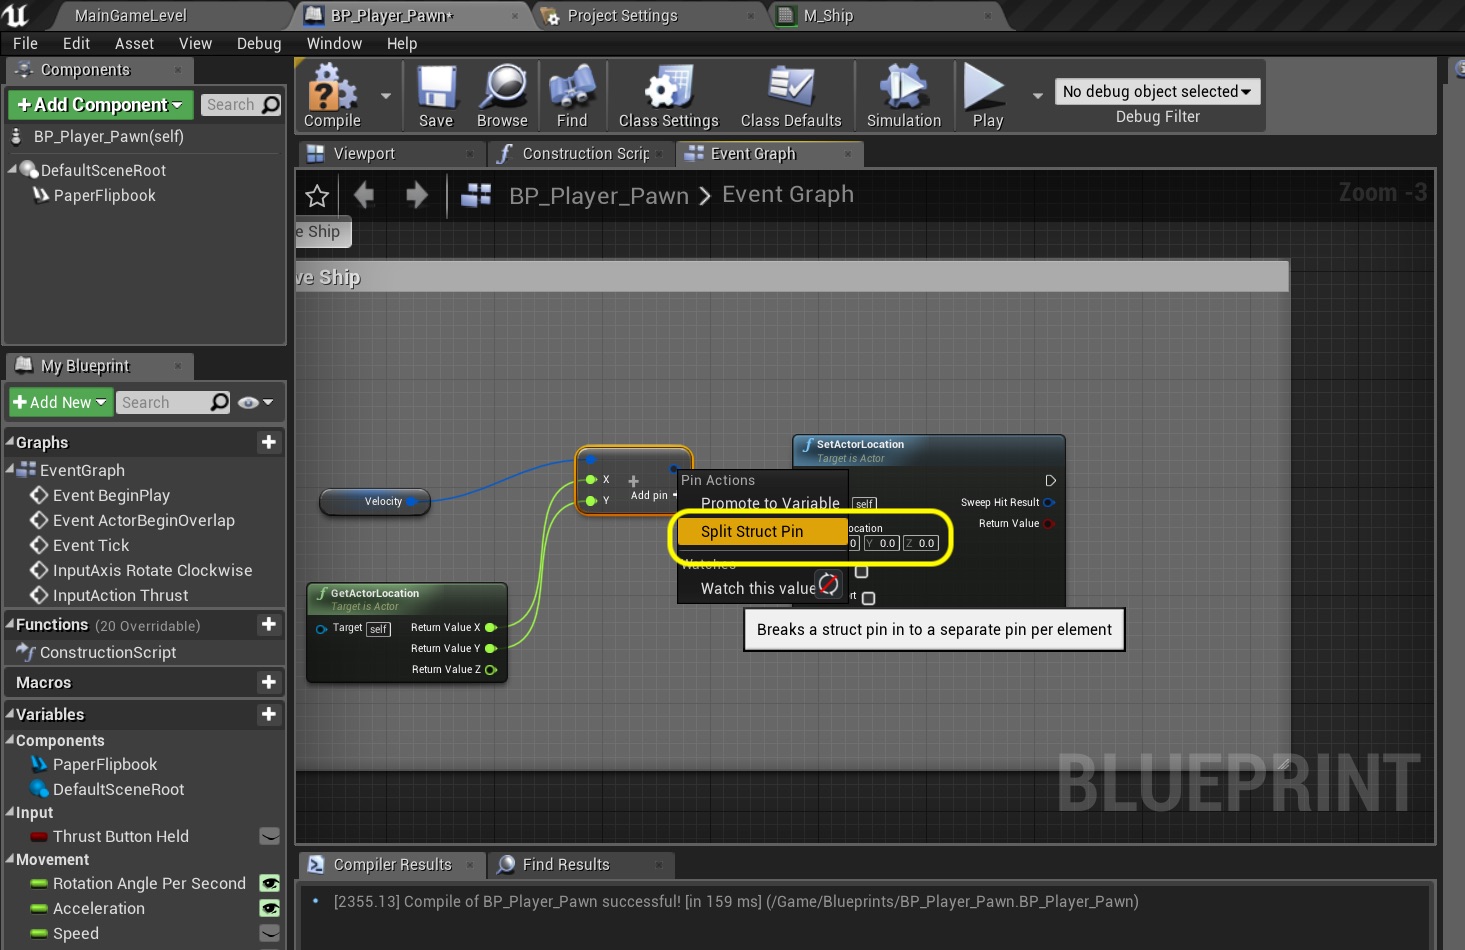 MainGameLevel
BP_Player_Pawn*
Project Settings
M_Ship
File Edit Asset View Debug Window Help
Components
+Add Component
Search
BP_Player_Pawn(self)
DefaultSceneRoot
PaperFlipbook
Compile
Save
Browse
Find
Class Settings
Class Defaults
Simulation
Play
No debug object selected
Debug Filter
Viewport
Construction Scrip
Event Graph
BP_Player_Pawn > Event Graph
Zoom -3
e Ship
ve Ship
My Blueprint
+Add New
Search
Graphs
EventGraph
Event BeginPlay
Event ActorBeginOverlap
Event Tick
InputAxis Rotate Clockwise
InputAction Thrust
Functions (20 Overridable)
ConstructionScript
Macros
Variables
Components
PaperFlipbook
DefaultSceneRoot
Input
Thrust Button Held
Movement
Rotation Angle Per Second
Acceleration
Speed
Velocity
X
Y
Add pin
GetActorLocation
Target is Actor
Target self
Return Value X
Return Value Y
Return Value Z
SetActorLocation
Target is Actor
self
Sweep Hit Result
Return Value
ocation
0 Y 0.0 Z 0.0
rt
Pin Actions
Promote to Variable
Split Struct Pin
Watches
Watch this value
Breaks a struct pin in to a separate pin per element
BLUEPRINT
Compiler Results
Find Results
[2355.13] Compile of BP_Player_Pawn successful! [in 159 ms] (/Game/Blueprints/BP_Player_Pawn.BP_Player_Pawn)